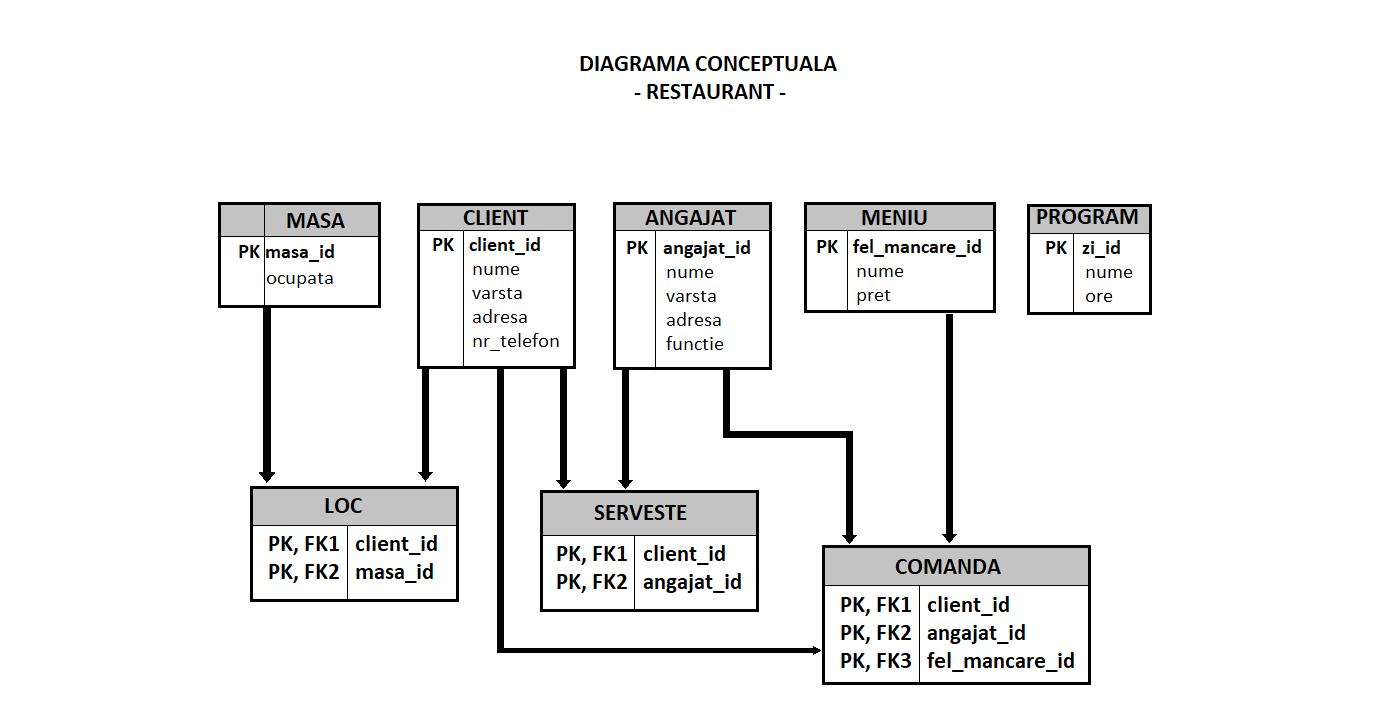 DIAGRAMA CONCEPTUALA
- RESTAURANT -
MASA
PK masa_id
ocupata
CLIENT
PK client_id
nume
varsta
adresa
nr_telefon
ANGAJAT
PK angajat_id
nume
varsta
adresa
functie
MENIU
PK fel_mancare_id
nume
pret
PROGRAM
PK zi_id
nume
ore
LOC
PK, FK1 client_id
PK, FK2 masa_id
SERVESTE
PK, FK1 client_id
PK, FK2 angajat_id
COMANDA
PK, FK1 client_id
PK, FK2 angajat_id
PK, FK3 fel_mancare_id